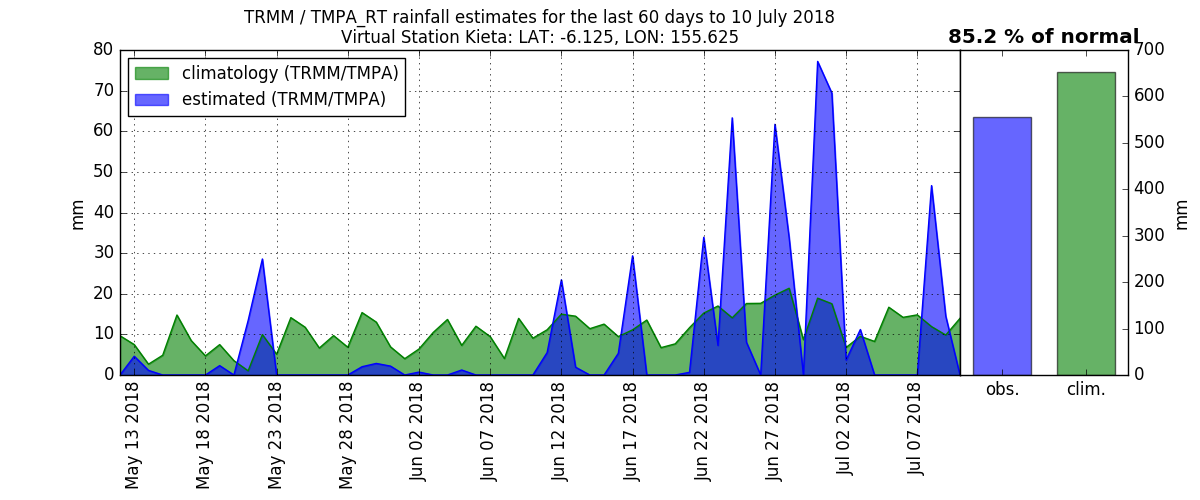 TRMM / TMPA_RT rainfall estimates for the last 60 days to 10 July 2018
Virtual Station Kieta: LAT: -6.125, LON: 155.625
85.2 % of normal
climatology (TRMM/TMPA)
estimated (TRMM/TMPA)
mm
80
70
60
50
40
30
20
10
0
May 13 2018
May 18 2018
May 23 2018
May 28 2018
Jun 02 2018
Jun 07 2018
Jun 12 2018
Jun 17 2018
Jun 22 2018
Jun 27 2018
Jul 02 2018
Jul 07 2018
obs.
clim.
700
600
500
400
300
200
100
0
mm